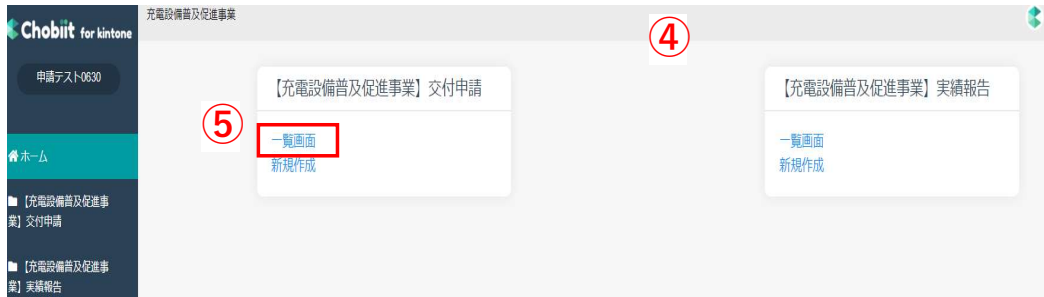 Chobiit for kintone
充電設備普及促進事業
④
申請テスト0630
【充電設備普及促進事業】交付申請
【充電設備普及促進事業】実績報告
⑤
一覧画面
新規作成
一覧画面
新規作成
ホーム
【充電設備普及促進事
業】交付申請
【充電設備普及促進事
業】実績報告